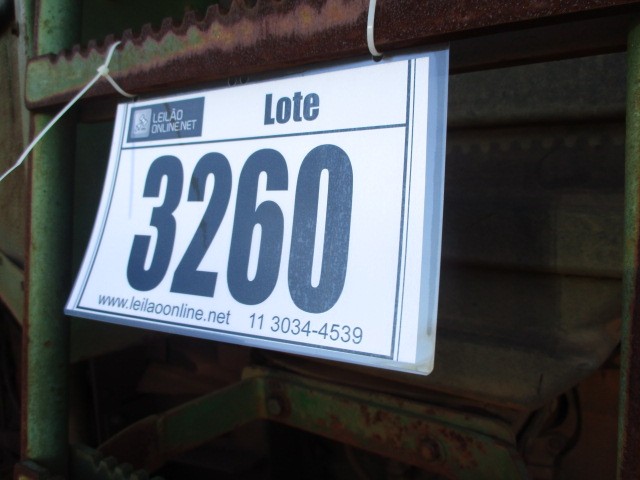 LEILÃO
ONLINE.NET
Lote
3260
www.leilaoonline.net 11 3034-4539